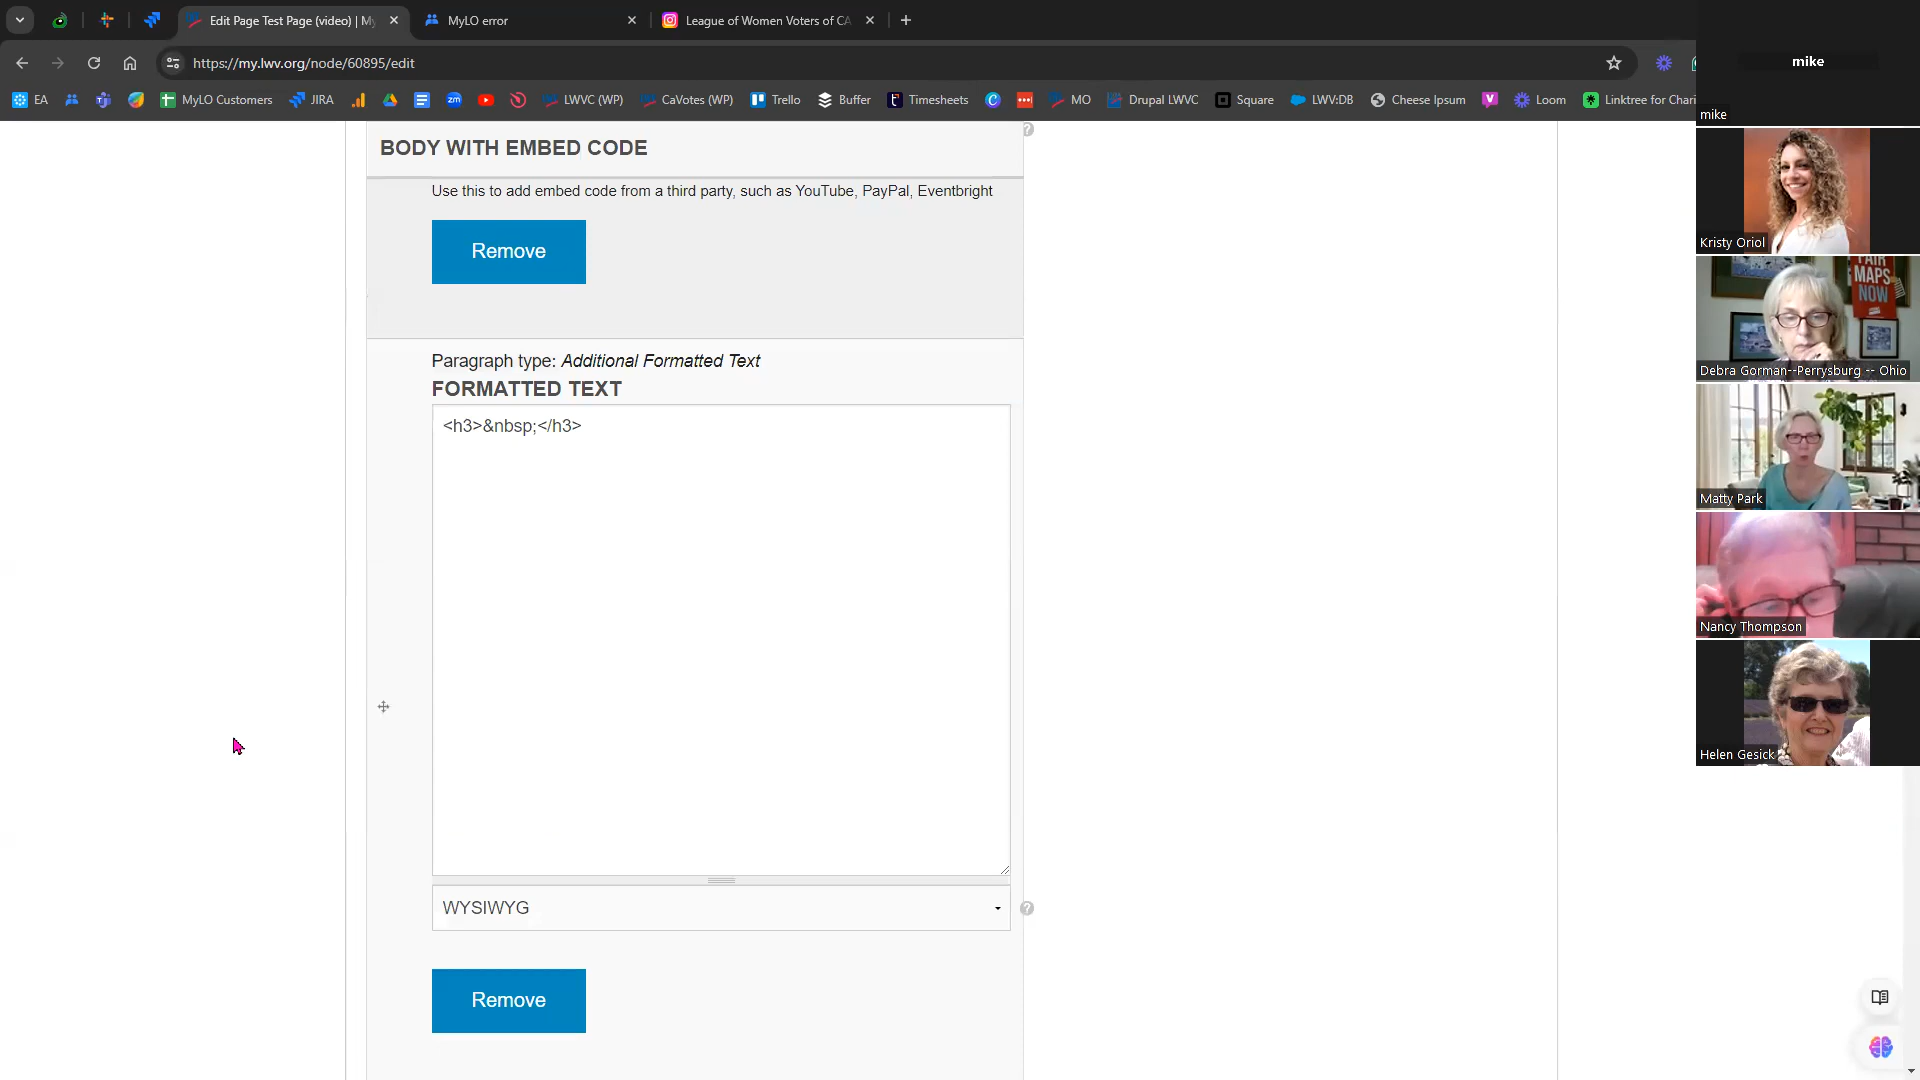 Edit Page Test Page (video) | My
MyLO error
League of Women Voters of CA
https://my.lwv.org/node/60895/edit
EA
MyLO Customers
JIRA
LWVC (WP)
CaVotes (WP)
Trello
Buffer
Timesheets
MO
Drupal LWVC
Square
LWV:DB
Cheese Ipsum
Loom
Linktree for Chari
mike
mike
BODY WITH EMBED CODE
Use this to add embed code from a third party, such as YouTube, PayPal, Eventbright
Remove
Paragraph type: Additional Formatted Text
FORMATTED TEXT
<h3>&nbsp;</h3>
WYSIWYG
Remove
Kristy Oriol
FAIR
MAPS
NOW
Debra Gorman--Perrysburg -- Ohio
Matty Park
Nancy Thompson
Helen Gesick